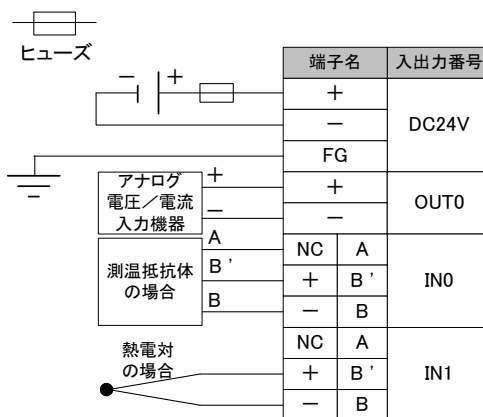 ヒューズ
端子名 入出力番号
－ ＋
＋
－
DC24V
FG
アナログ
電圧／電流
入力機器
＋
－
＋
－
OUT0
測温抵抗体
の場合
A
B '
B
NC A
＋ B '
－ B
IN0
熱電対
の場合
NC A
＋ B '
－ B
IN1